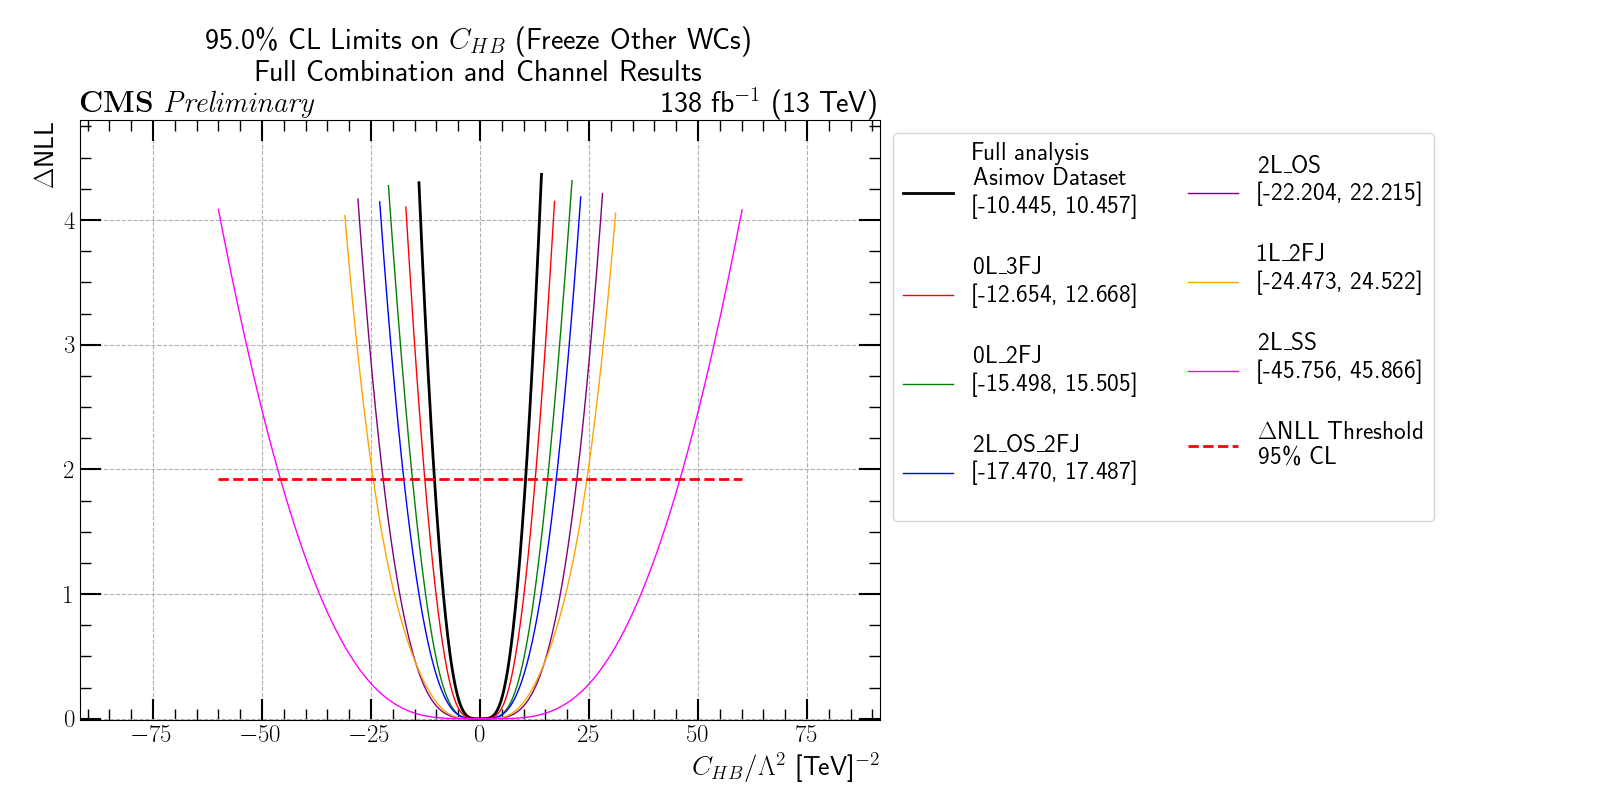 95.0% CL Limits on C_{HB} (Freeze Other WCs)
Full Combination and Channel Results
CMS Preliminary
138 fb^{-1} (13 TeV)
ΔNLL
4
3
2
1
0
−75
−50
−25
0
25
50
75
C_{HB}/Λ^2 [TeV]^{-2}
Full analysis
Asimov Dataset
[-10.445, 10.457]
0L_3FJ
[-12.654, 12.668]
0L_2FJ
[-15.498, 15.505]
2L_OS_2FJ
[-17.470, 17.487]
2L_OS
[-22.204, 22.215]
1L_2FJ
[-24.473, 24.522]
2L_SS
[-45.756, 45.866]
ΔNLL Threshold
95% CL